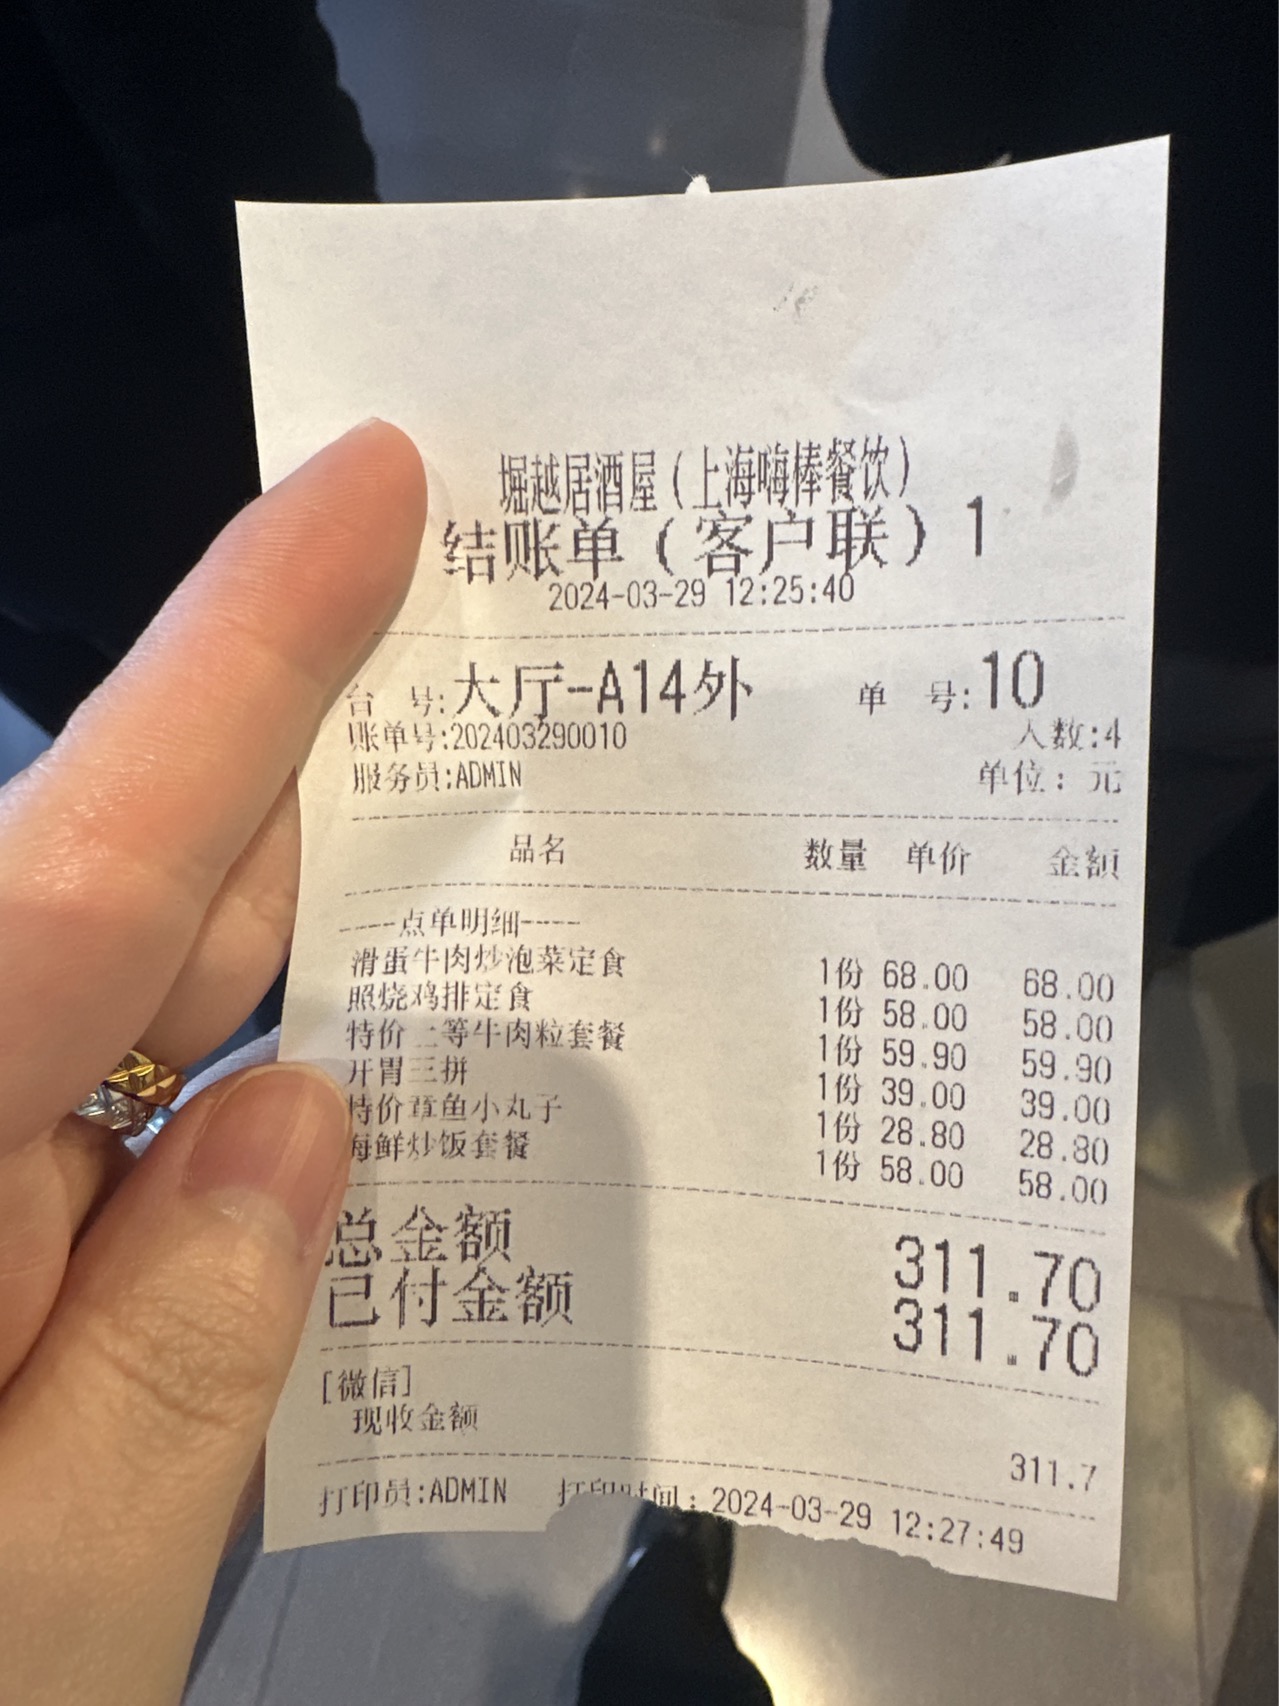 堀越居酒屋（上海嗨棒餐饮）
结账单（客户联）1
2024-03-29 12:25:40
台 号:大厅-A14外 单 号:10
账单号:202403290010 人数:4
服务员:ADMIN 单位：元
品名 数量 单价 金额
----点单明细----
滑蛋牛肉炒泡菜定食 1份 68.00 68.00
照烧鸡排定食 1份 58.00 58.00
特价二等牛肉粒套餐 1份 59.90 59.90
开胃三拼 1份 39.00 39.00
特价章鱼小丸子 1份 28.80 28.80
海鲜炒饭套餐 1份 58.00 58.00
总金额 311.70
已付金额 311.70
[微信]
现收金额 311.7
打印员:ADMIN 打印时间：2024-03-29 12:27:49